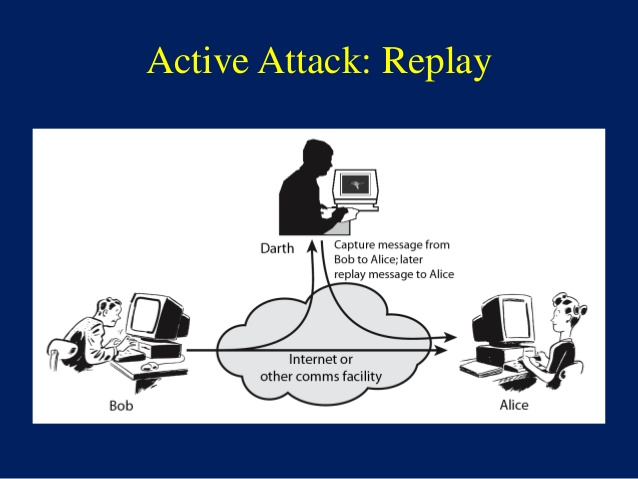 Active Attack: Replay
Darth
Capture message from
Bob to Alice; later
replay message to Alice
Internet or
other comms facility
Bob
Alice